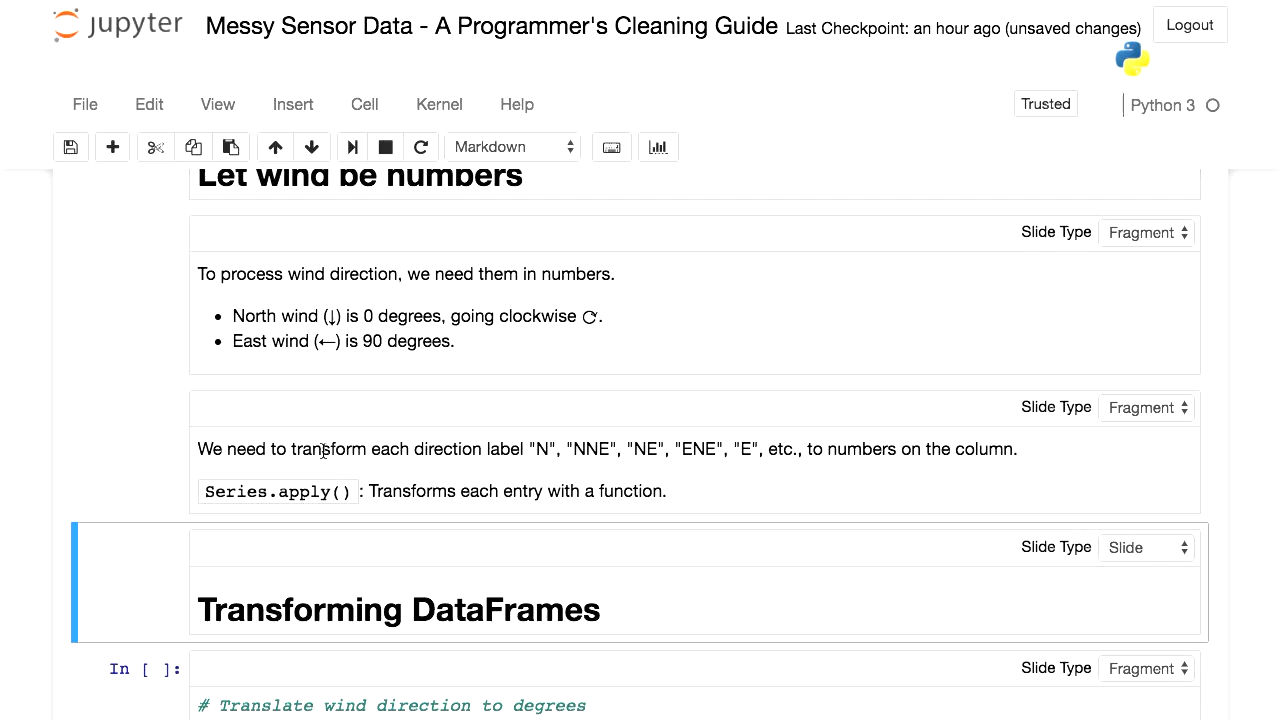 jupyter Messy Sensor Data - A Programmer's Cleaning Guide Last Checkpoint: an hour ago (unsaved changes) Logout
File Edit View Insert Cell Kernel Help Trusted Python 3
Markdown
Let wind be numbers
Slide Type Fragment
To process wind direction, we need them in numbers.
• North wind (↓) is 0 degrees, going clockwise ⟳.
• East wind (←) is 90 degrees.
Slide Type Fragment
We need to transform each direction label "N", "NNE", "NE", "ENE", "E", etc., to numbers on the column.
Series.apply() : Transforms each entry with a function.
Slide Type Slide
Transforming DataFrames
In [ ]: Slide Type Fragment
# Translate wind direction to degrees